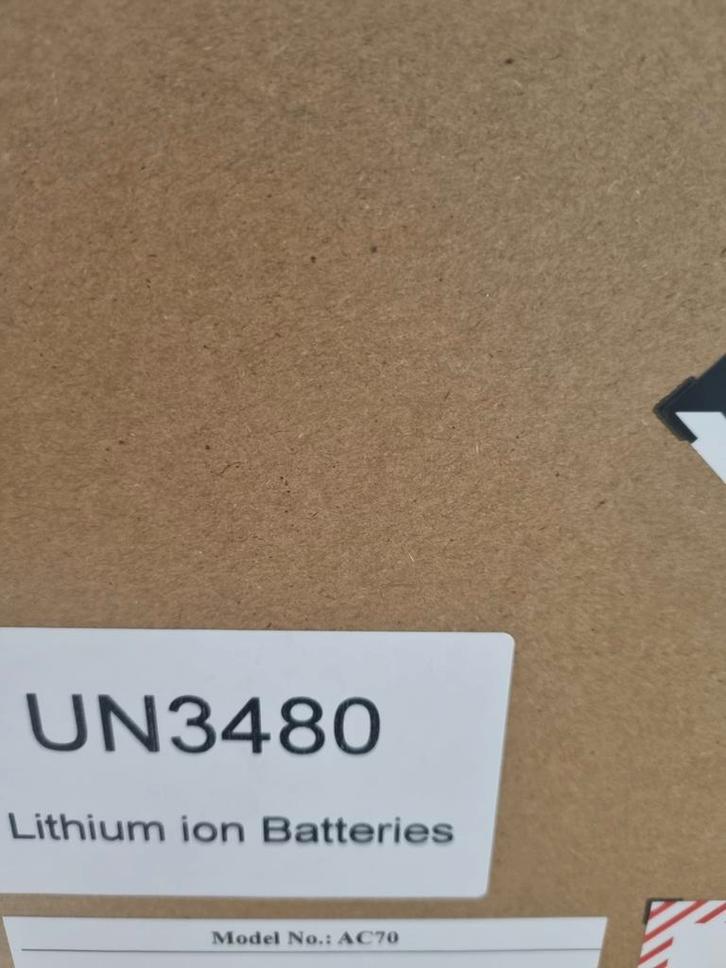 UN3480
Lithium ion Batteries
Model No.: AC70